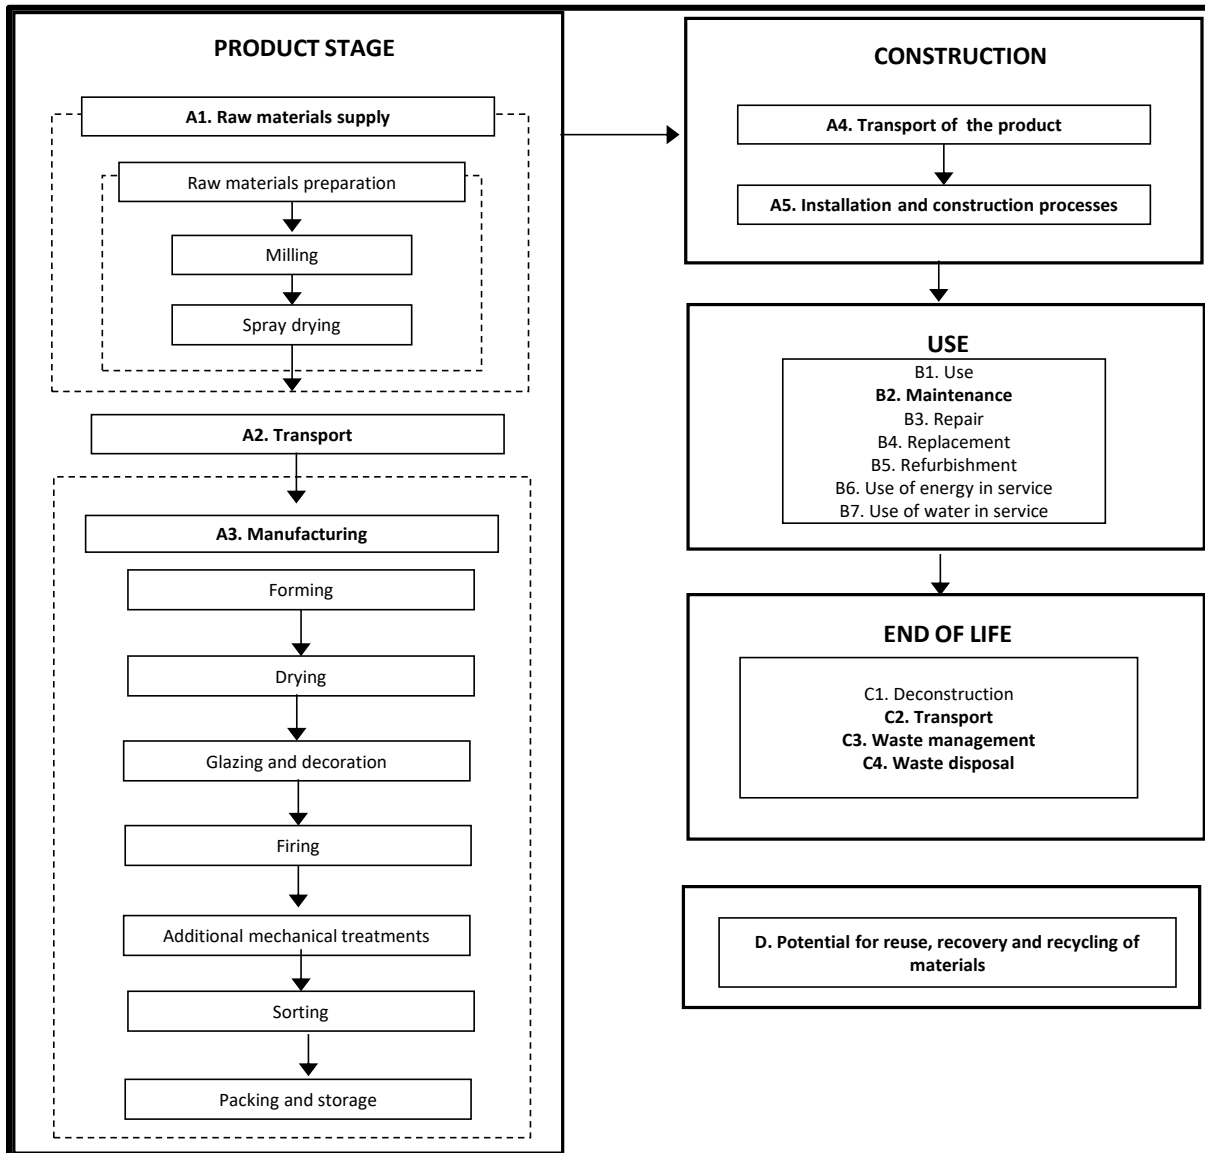 PRODUCT STAGE
A1. Raw materials supply
Raw materials preparation
Milling
Spray drying
A2. Transport
A3. Manufacturing
Forming
Drying
Glazing and decoration
Firing
Additional mechanical treatments
Sorting
Packing and storage
CONSTRUCTION
A4. Transport of the product
A5. Installation and construction processes
USE
B1. Use
B2. Maintenance
B3. Repair
B4. Replacement
B5. Refurbishment
B6. Use of energy in service
B7. Use of water in service
END OF LIFE
C1. Deconstruction
C2. Transport
C3. Waste management
C4. Waste disposal
D. Potential for reuse, recovery and recycling of
materials